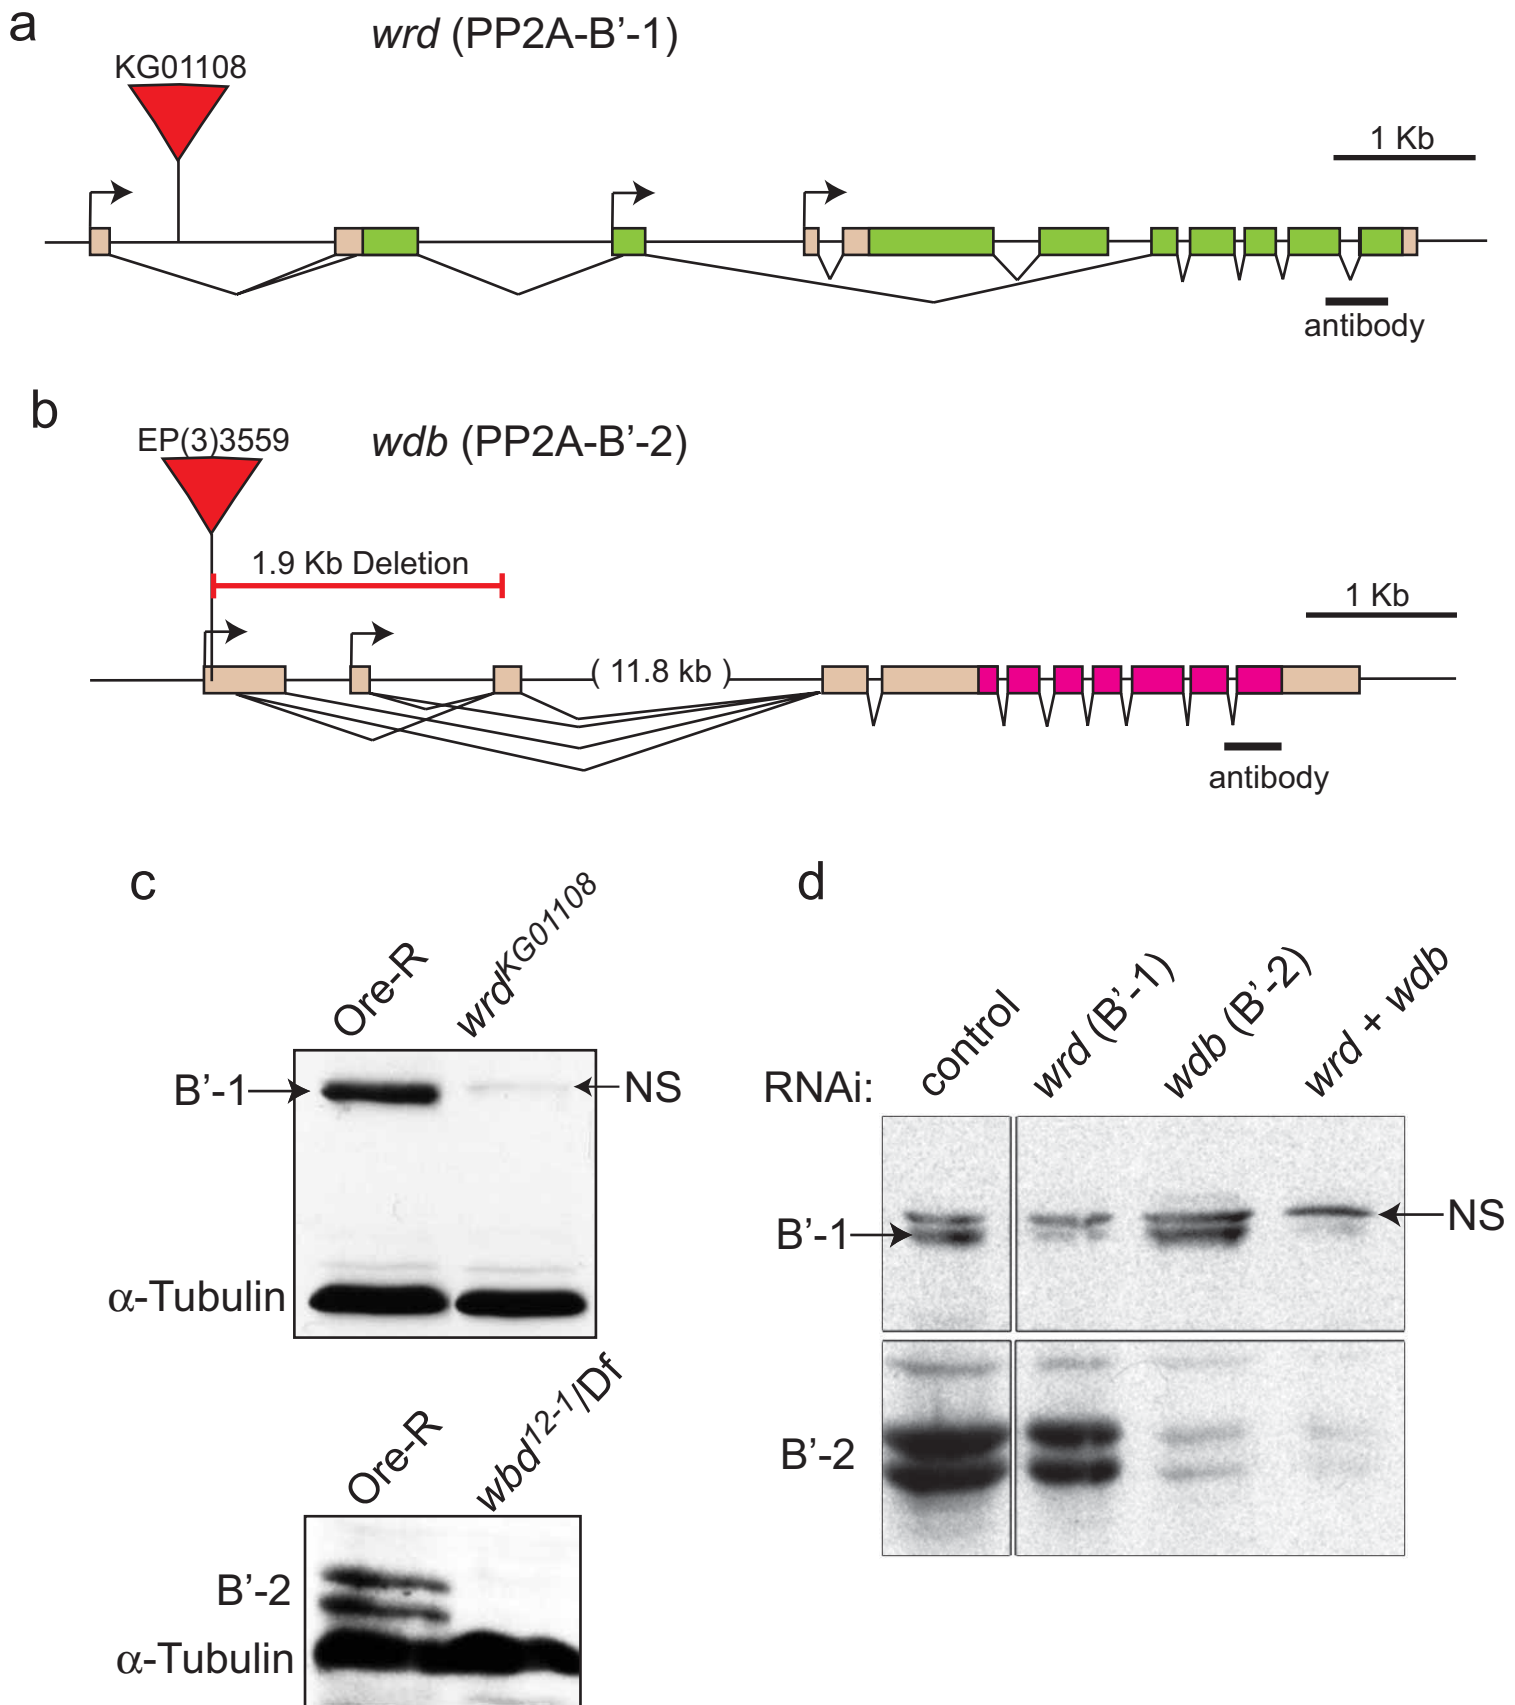 a
wrd (PP2A-B’-1)
KG01108
1 Kb
antibody
b
EP(3)3559
wdb (PP2A-B’-2)
1.9 Kb Deletion
1 Kb
( 11.8 kb )
antibody
c
Ore-R
wrdKG01108
B’-1
NS
α-Tubulin
Ore-R
wbd12-1/Df
B’-2
α-Tubulin
d
RNAi:
control
wrd (B’-1)
wdb (B’-2)
wrd + wdb
B’-1
NS
B’-2